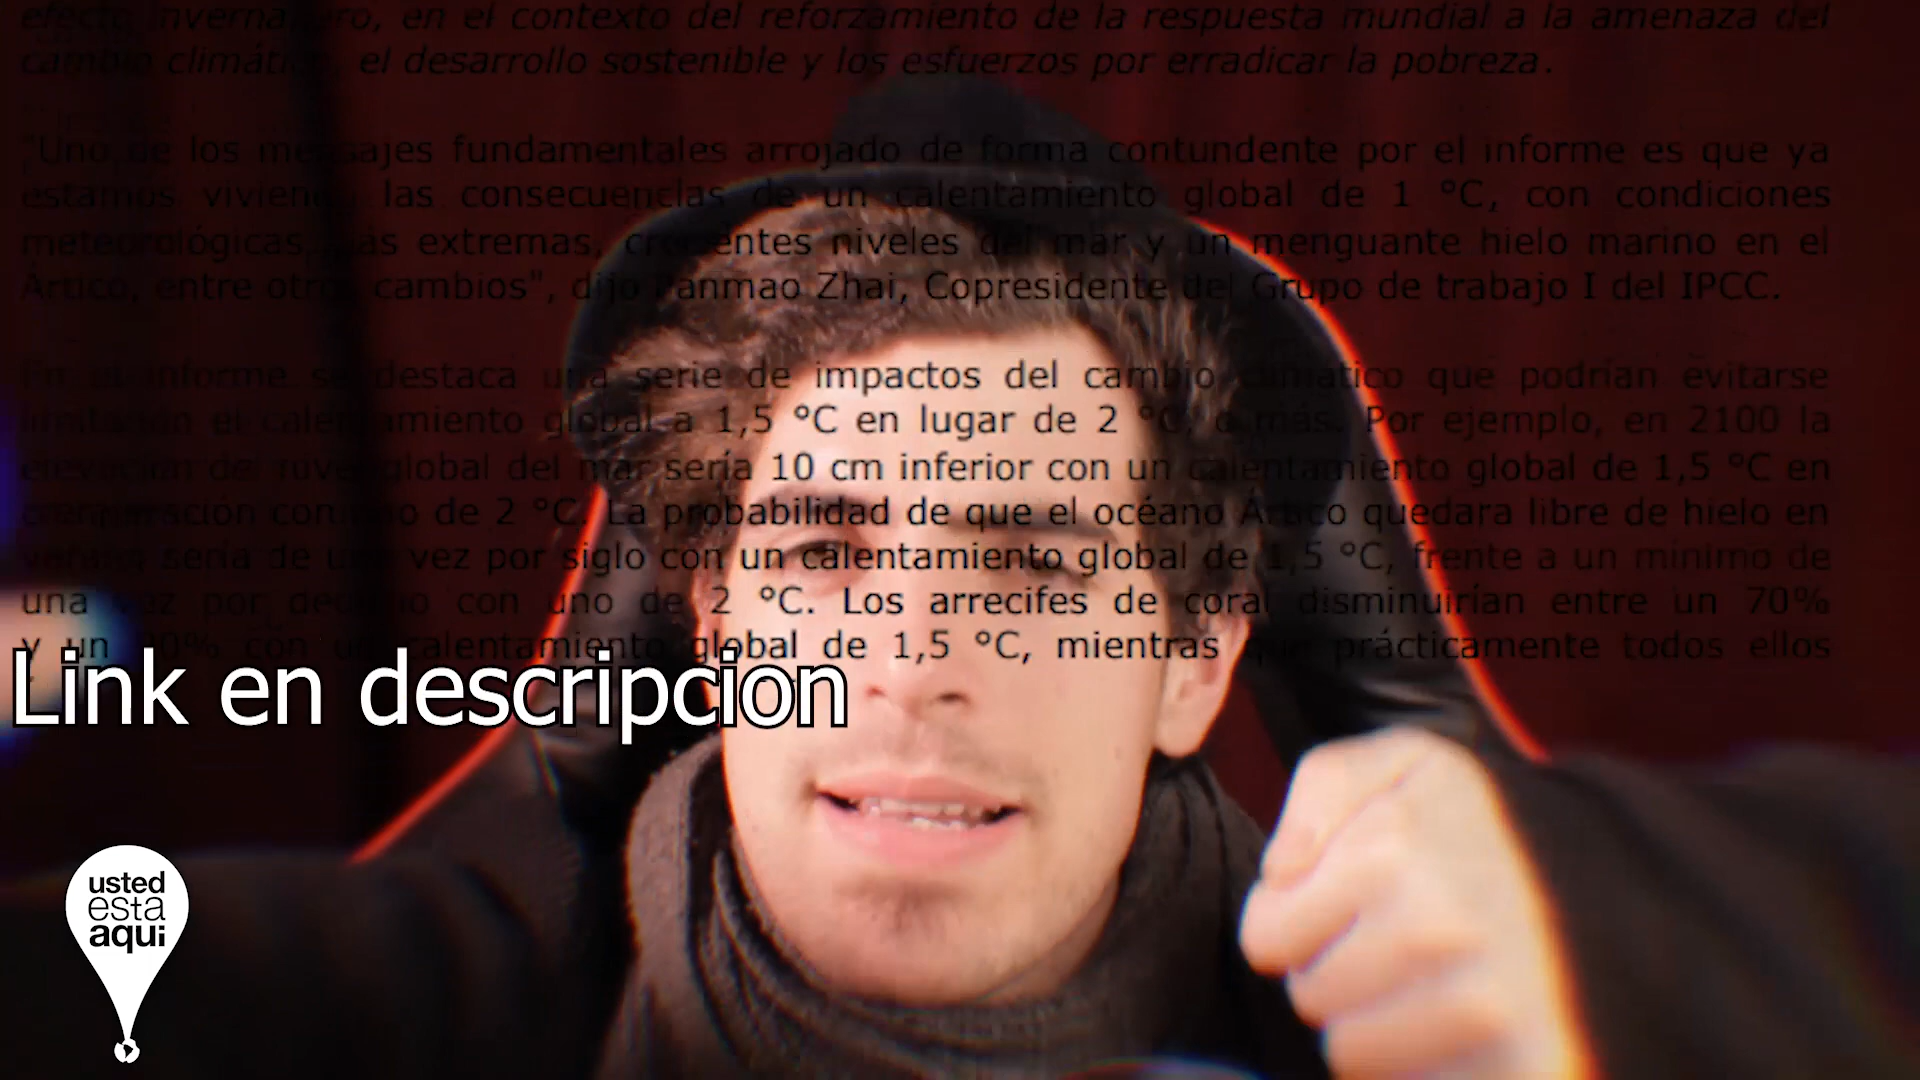 efecto invernadero, en el contexto del reforzamiento de la respuesta mundial a la amenaza del
cambio climático, el desarrollo sostenible y los esfuerzos por erradicar la pobreza.
"Uno de los mensajes fundamentales arrojado de forma contundente por el informe es que ya
estamos viviendo las consecuencias de un calentamiento global de 1 °C, con condiciones
meteorológicas más extremas, crecientes niveles del mar y un menguante hielo marino en el
Ártico, entre otros cambios", dijo Panmao Zhai, Copresidente del Grupo de trabajo I del IPCC.
En el informe se destaca una serie de impactos del cambio climático que podrían evitarse
limitando el calentamiento global a 1,5 °C en lugar de 2 °C, o más. Por ejemplo, en 2100 la
elevación del nivel global del mar sería 10 cm inferior con un calentamiento global de 1,5 °C en
comparación con uno de 2 °C. La probabilidad de que el océano Ártico quedara libre de hielo en
verano sería de una vez por siglo con un calentamiento global de 1,5 °C, frente a un mínimo de
una vez por decenio con uno de 2 °C. Los arrecifes de coral disminuirían entre un 70%
y un 90% con un calentamiento global de 1,5 °C, mientras que prácticamente todos ellos
Link en descripcion
usted
esta
aqui